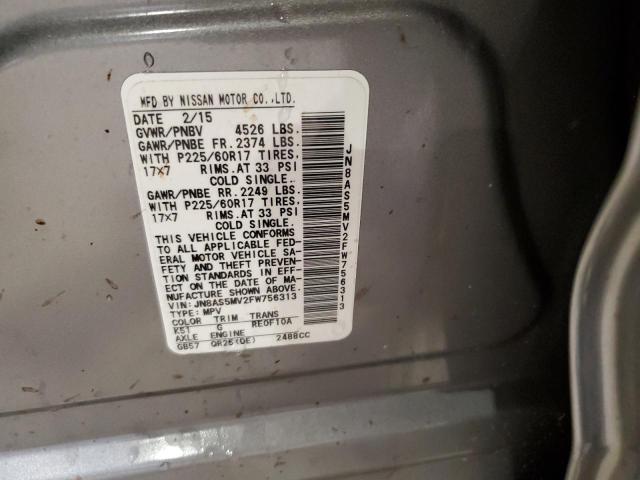 MFD BY NISSAN MOTOR CO.,LTD.
DATE 2/15
GVWR/PNBV 4526 LBS.
GAWR/PNBE FR. 2374 LBS.
WITH P225/60R17 TIRES,
17×7 RIMS.AT 33 PSI
COLD SINGLE.
GAWR/PNBE RR. 2249 LBS.
WITH P225/60R17 TIRES,
17×7 RIMS.AT 33 PSI
COLD SINGLE.
THIS VEHICLE CONFORMS
TO ALL APPLICABLE FED-
ERAL MOTOR VEHICLE SA-
FETY AND THEFT PREVEN-
TION STANDARDS IN EFF-
ECT ON THE DATE OF MA-
NUFACTURE SHOWN ABOVE.
VIN: JN8AS5MV2FW756313
TYPE: MPV
COLOR TRIM TRANS
K51 G RE0F10A
AXLE ENGINE
GB57 QR25(DE) 2488CC
JN8AS5MV2FW756313